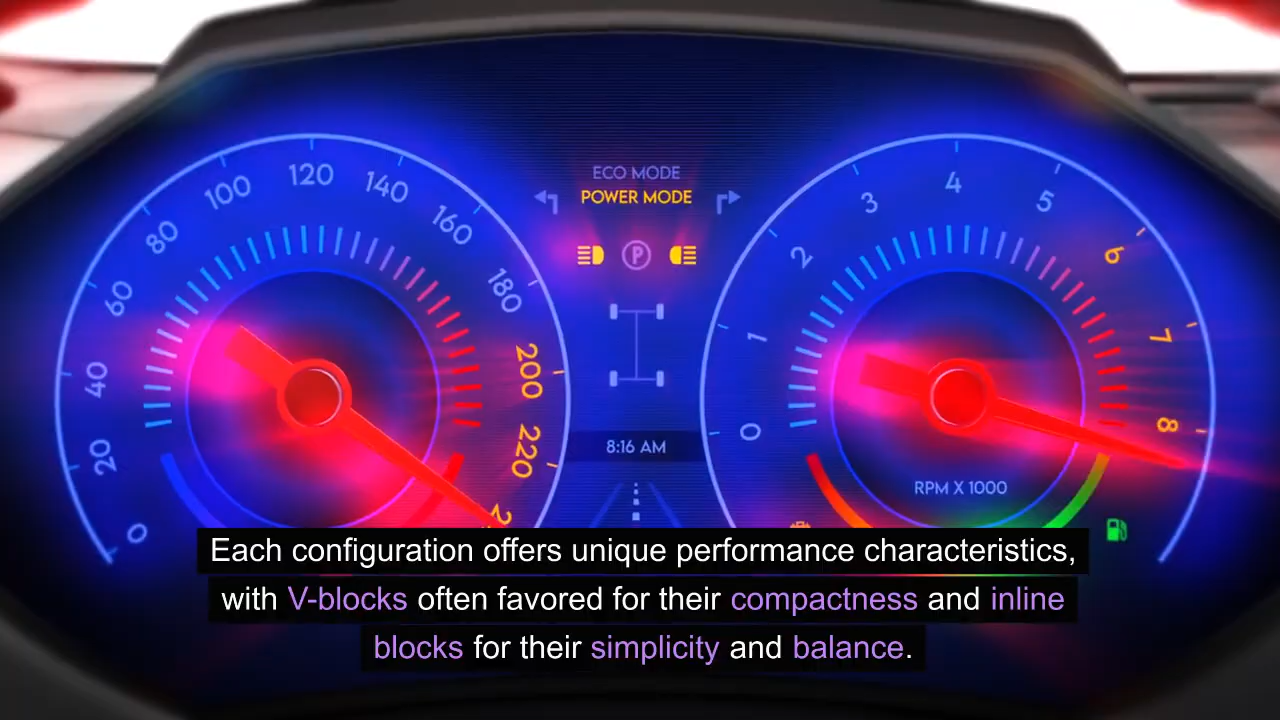 ECO MODE
POWER MODE
0
20
40
60
80
100
120
140
160
180
200
220
P
8:16 AM
0
1
2
3
4
5
6
7
8
RPM X 1000
Each configuration offers unique performance characteristics,
with V-blocks often favored for their compactness and inline
blocks for their simplicity and balance.